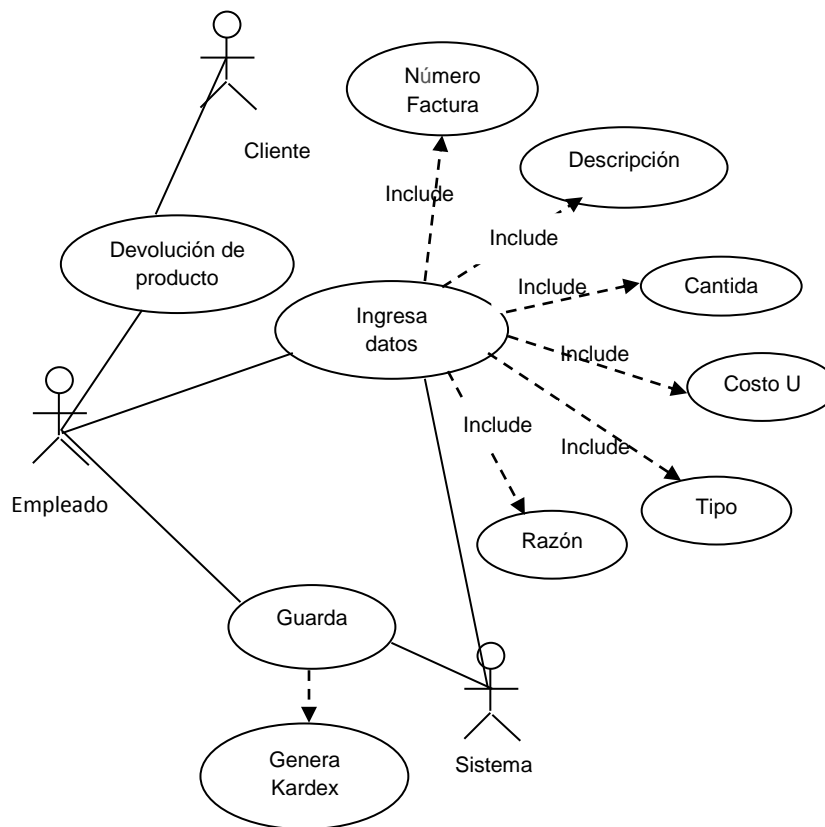 Número
Factura
Cliente
Descripción
Include
Include
Devolución de
producto
Include
Cantida
Ingresa
datos
Include
Costo U
Include
Include
Empleado
Tipo
Razón
Guarda
Genera
Kardex
Sistema